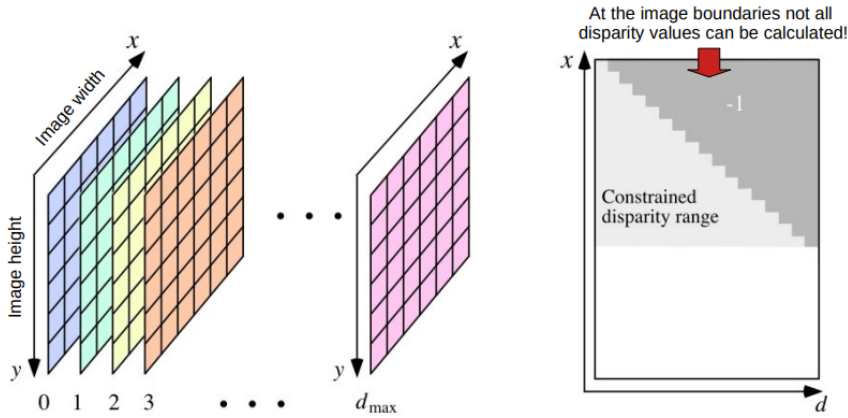 At the image boundaries not all
disparity values can be calculated!
x
Image width
Image height
y
0 1 2 3
• • •
x
y
d max
x
-1
Constrained
disparity range
d